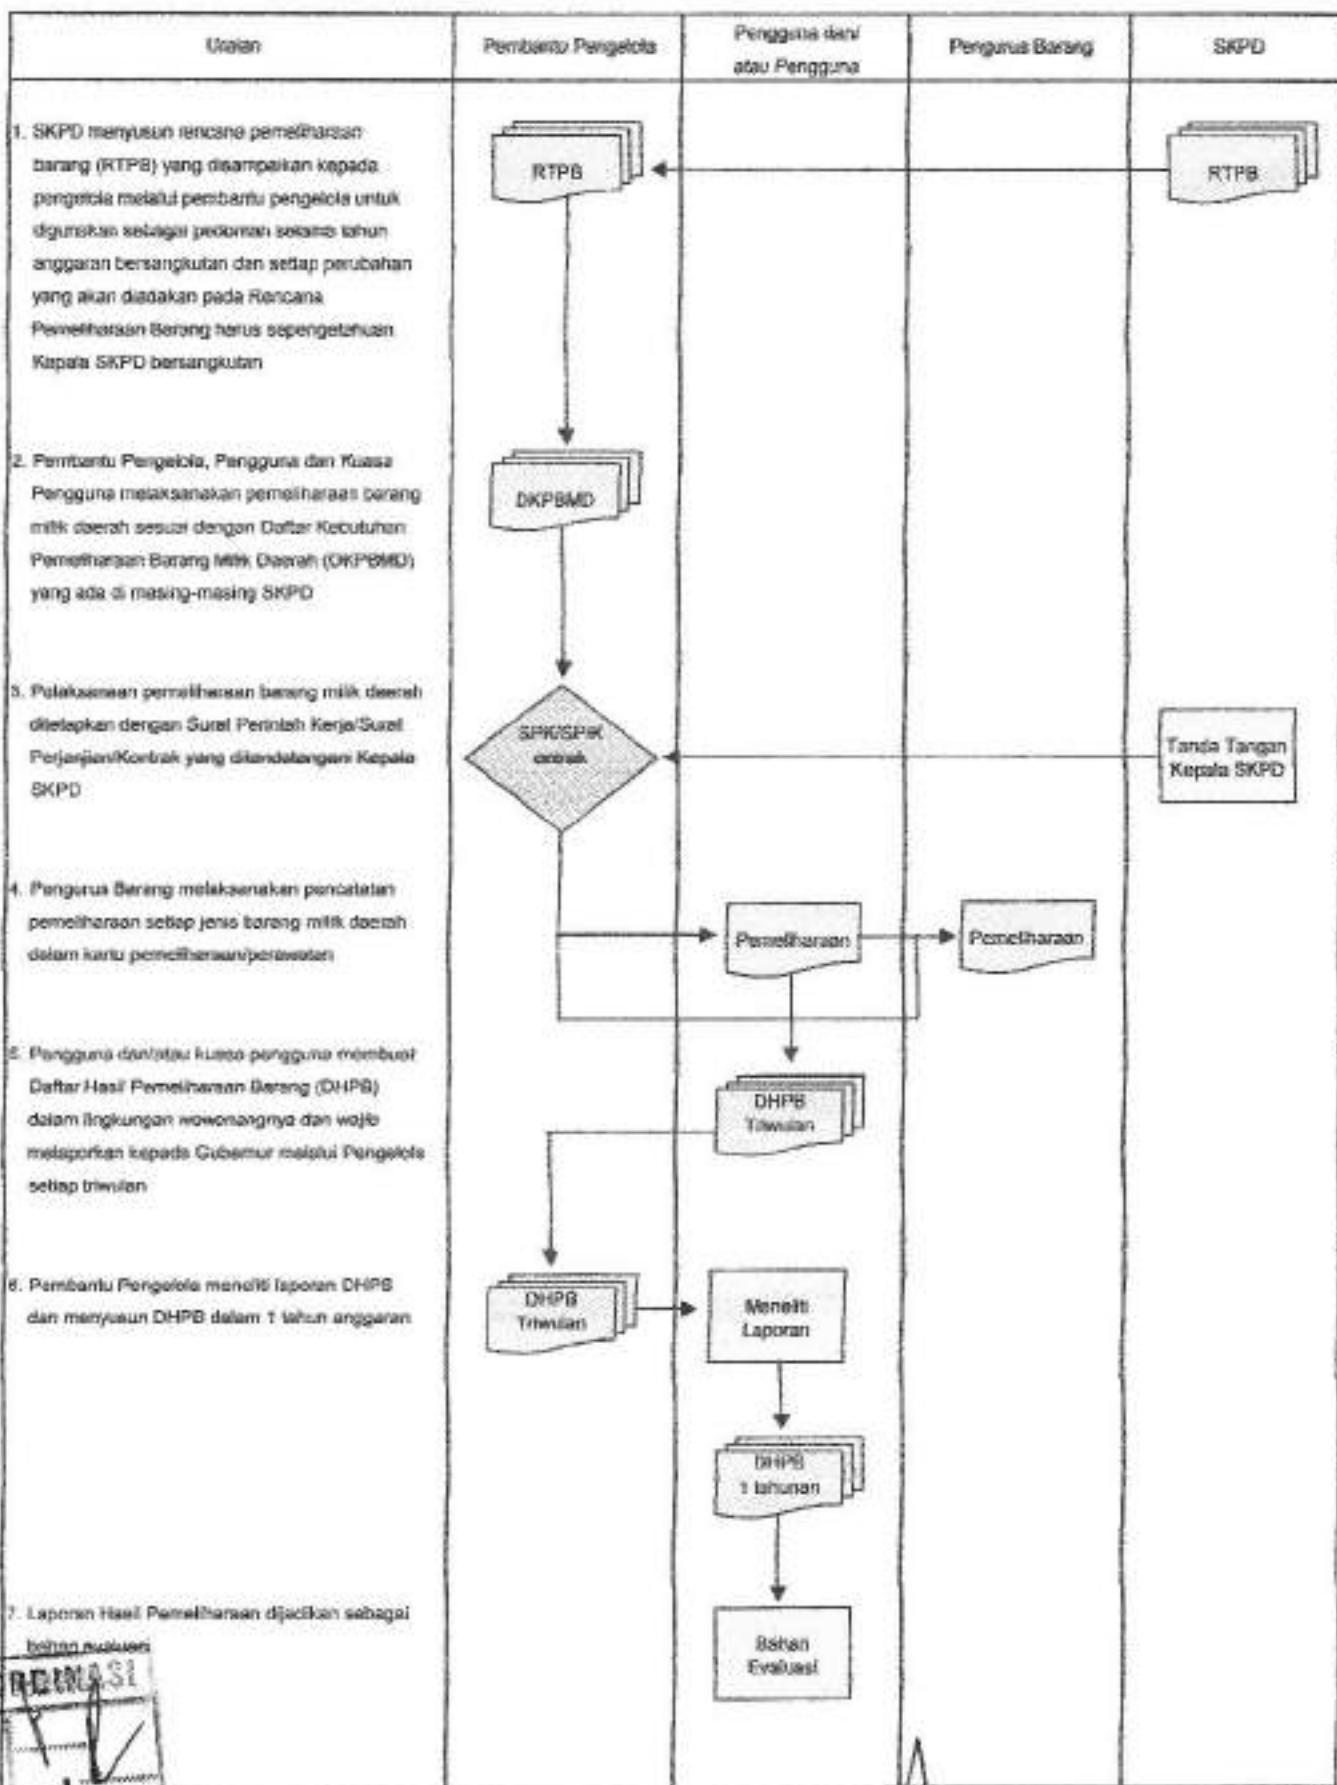 Uraian
Pembantu Pengelola
Pengguna dan/
atau Pengguna
Pengurus Barang
SKPD
1. SKPD menyusun rencana pemeliharaan
barang (RTPB) yang disampaikan kepada
pengelola melalui pembantu pengelola untuk
digunakan sebagai pedoman selama tahun
anggaran bersangkutan dan setiap perubahan
yang akan diadakan pada Rencana
Pemeliharaan Barang harus sepengetahuan
Kepala SKPD bersangkutan
RTPB
RTPB
2. Pembantu Pengelola, Pengguna dan Kuasa
Pengguna melaksanakan pemeliharaan barang
milik daerah sesuai dengan Daftar Kebutuhan
Pemeliharaan Barang Milik Daerah (DKPBMD)
yang ada di masing-masing SKPD
DKPBMD
3. Pelaksanaan pemeliharaan barang milik daerah
ditetapkan dengan Surat Perintah Kerja/Surat
Perjanjian/Kontrak yang ditandatangani Kepala
SKPD
SPK/SP/K
ontrak
Tanda Tangan
Kepala SKPD
4. Pengurus Barang melaksanakan pencatatan
pemeliharaan setiap jenis barang milik daerah
dalam kartu pemeliharaan/perawatan
Pemeliharaan
Pemeliharaan
5. Pengguna dan/atau kuasa pengguna membuat
Daftar Hasil Pemeliharaan Barang (DHPB)
dalam lingkungan wewenangnya dan wajib
melaporkan kepada Gubernur melalui Pengelola
setiap triwulan
DHPB
Triwulan
6. Pembantu Pengelola meneliti laporan DHPB
dan menyusun DHPB dalam 1 tahun anggaran
DHPB
Triwulan
Meneliti
Laporan
DHPB
1 tahunan
7. Laporan Hasil Pemeliharaan dijadikan sebagai
bahan evaluasi
Bahan
Evaluasi
RDINASI